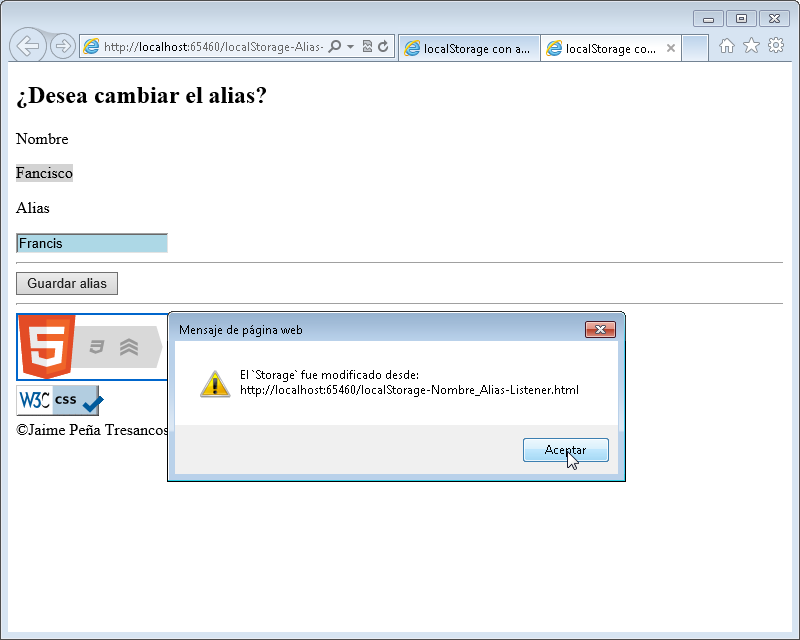 http://localhost:65460/localStorage-Alias-
localStorage con a...
localStorage co...
¿Desea cambiar el alias?
Nombre
Fancisco
Alias
Francis
Guardar alias
5
3
W3C css
©Jaime Peña Tresancos
Mensaje de página web
El `Storage` fue modificado desde:
http://localhost:65460/localStorage-Nombre_Alias-Listener.html
Aceptar